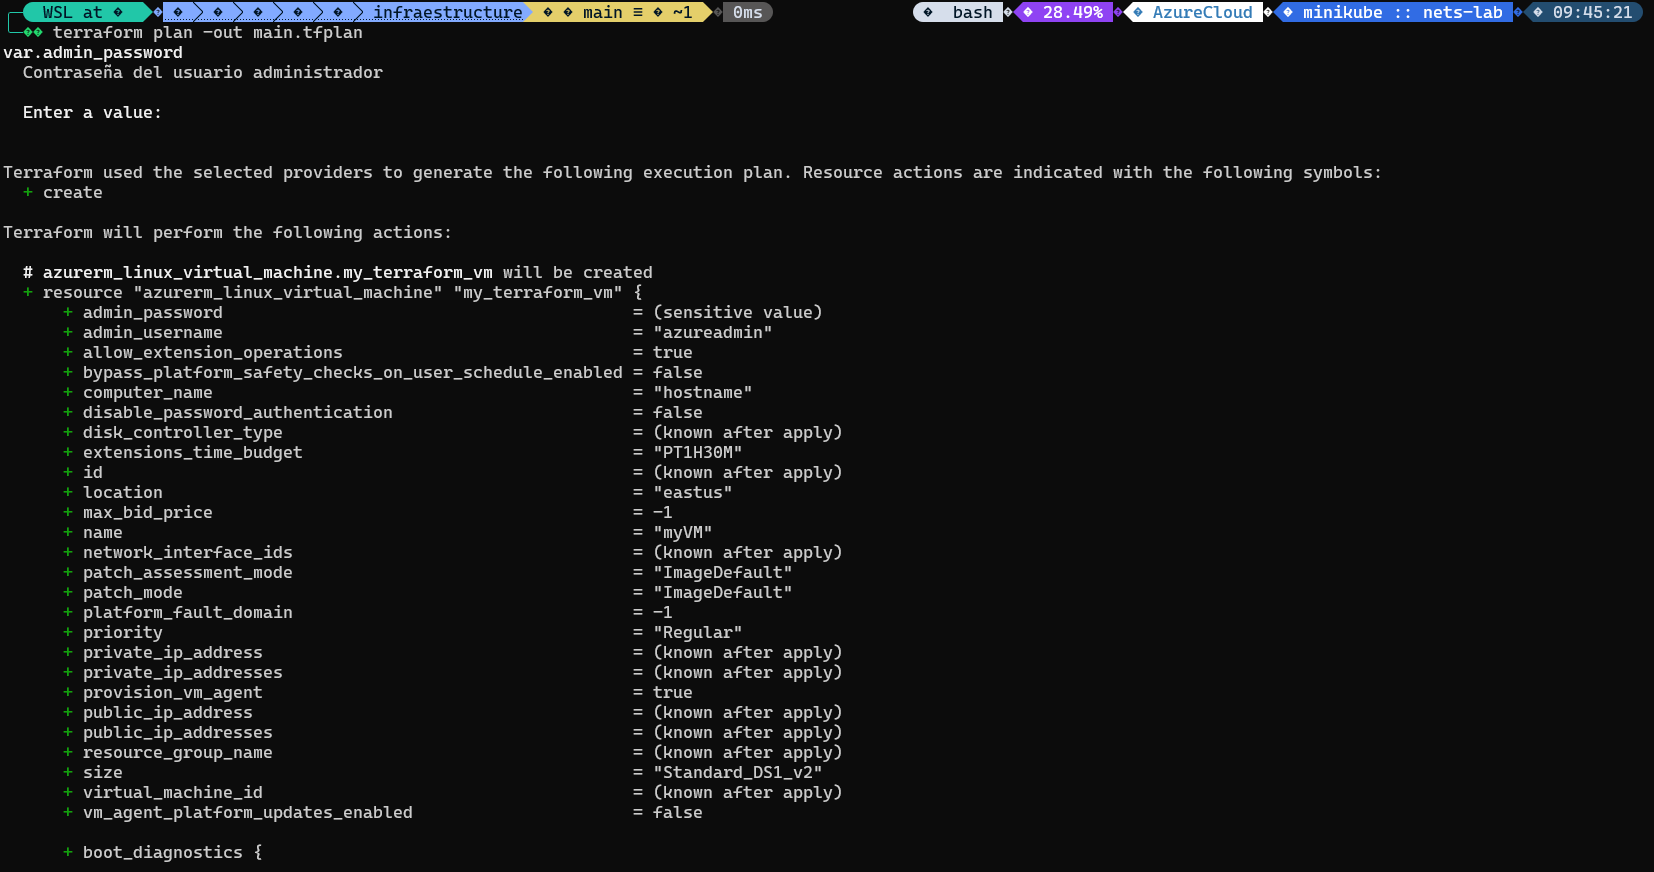 WSL at � � � � � � � infraestructure � � main ≡ � ~1 � 0ms � bash � � 28.49% � � AzureCloud � � minikube :: nets-lab � � 09:45:21
�� terraform plan -out main.tfplan
var.admin_password
Contraseña del usuario administrador
Enter a value:
Terraform used the selected providers to generate the following execution plan. Resource actions are indicated with the following symbols:
+ create
Terraform will perform the following actions:
# azurerm_linux_virtual_machine.my_terraform_vm will be created
+ resource "azurerm_linux_virtual_machine" "my_terraform_vm" {
+ admin_password = (sensitive value)
+ admin_username = "azureadmin"
+ allow_extension_operations = true
+ bypass_platform_safety_checks_on_user_schedule_enabled = false
+ computer_name = "hostname"
+ disable_password_authentication = false
+ disk_controller_type = (known after apply)
+ extensions_time_budget = "PT1H30M"
+ id = (known after apply)
+ location = "eastus"
+ max_bid_price = -1
+ name = "myVM"
+ network_interface_ids = (known after apply)
+ patch_assessment_mode = "ImageDefault"
+ patch_mode = "ImageDefault"
+ platform_fault_domain = -1
+ priority = "Regular"
+ private_ip_address = (known after apply)
+ private_ip_addresses = (known after apply)
+ provision_vm_agent = true
+ public_ip_address = (known after apply)
+ public_ip_addresses = (known after apply)
+ resource_group_name = (known after apply)
+ size = "Standard_DS1_v2"
+ virtual_machine_id = (known after apply)
+ vm_agent_platform_updates_enabled = false
+ boot_diagnostics {